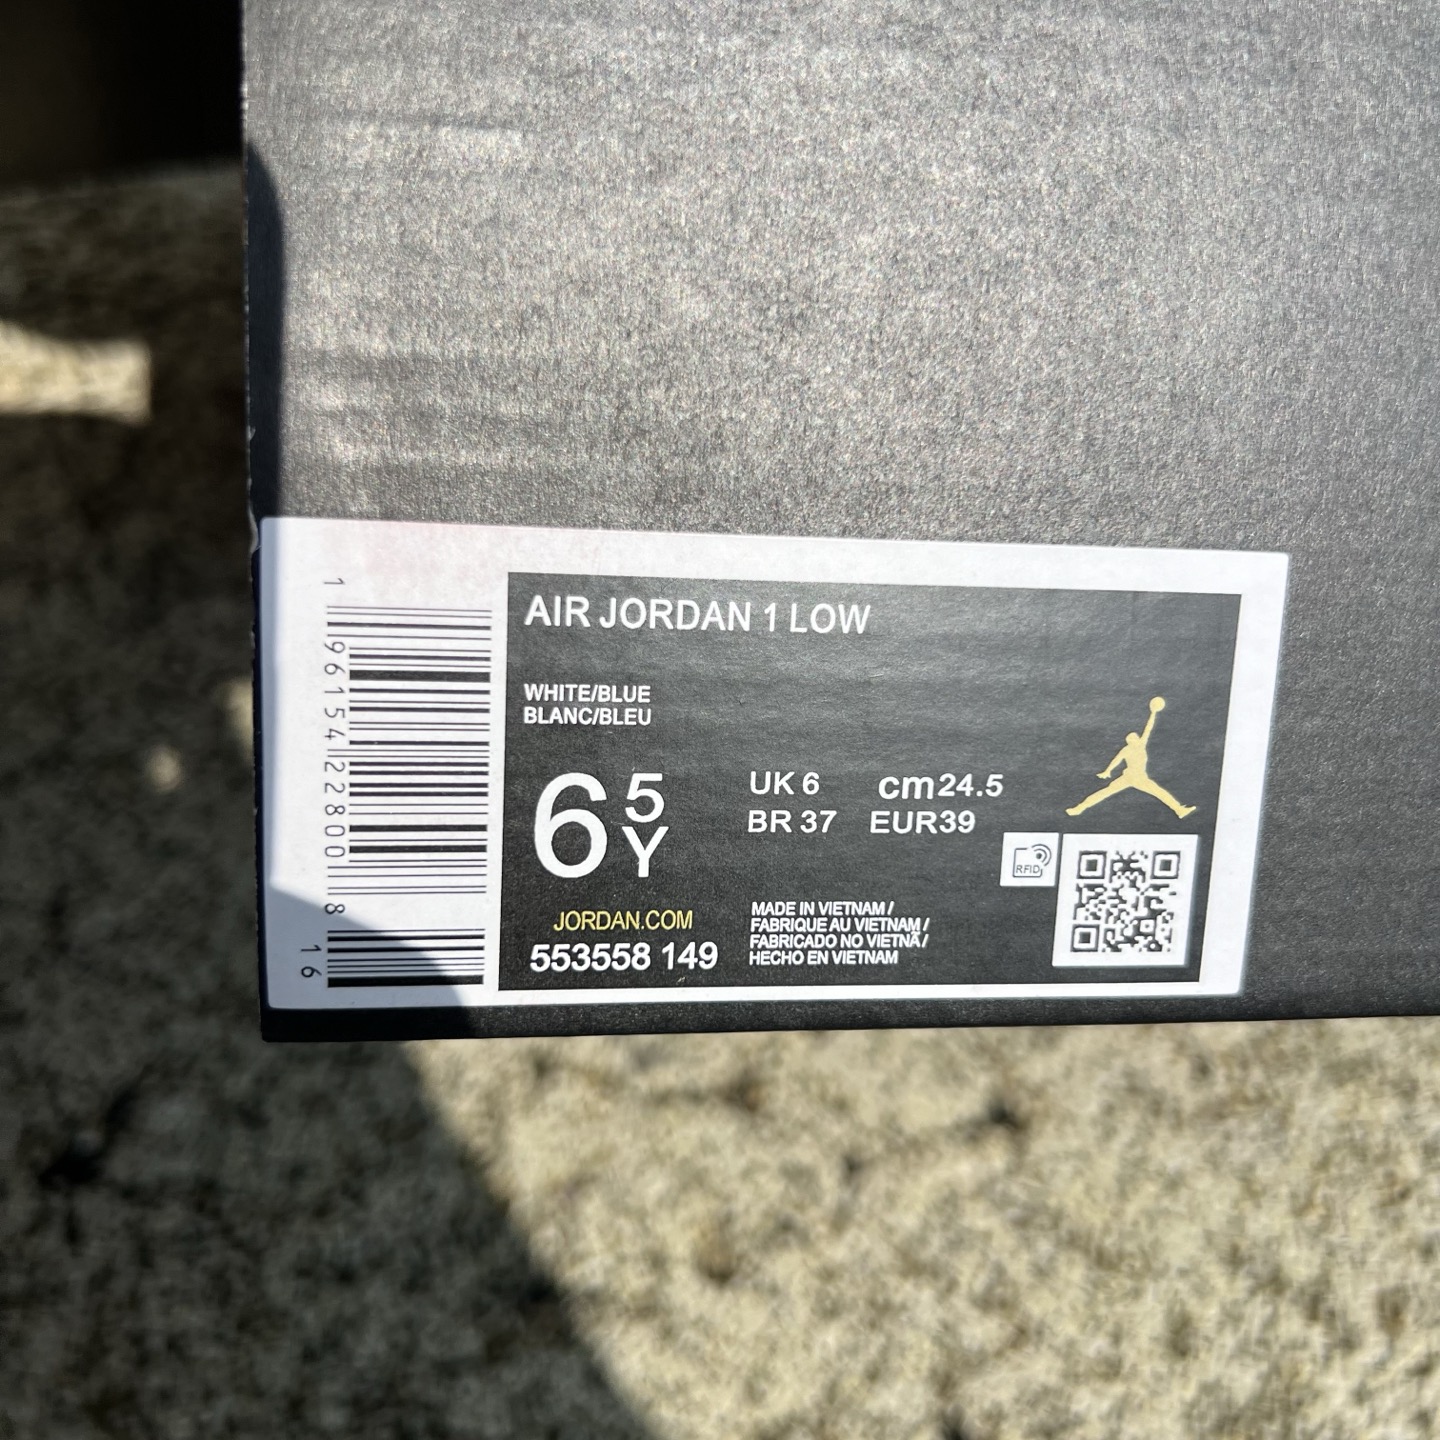 AIR JORDAN 1 LOW
WHITE/BLUE
BLANC/BLEU
6 5 Y
UK 6 cm 24.5
BR 37 EUR 39
RFID
JORDAN.COM
553558 149
MADE IN VIETNAM /
FABRIQUE AU VIETNAM /
FABRICADO NO VIETNÃ /
HECHO EN VIETNAM
1 96154 22800 8
16